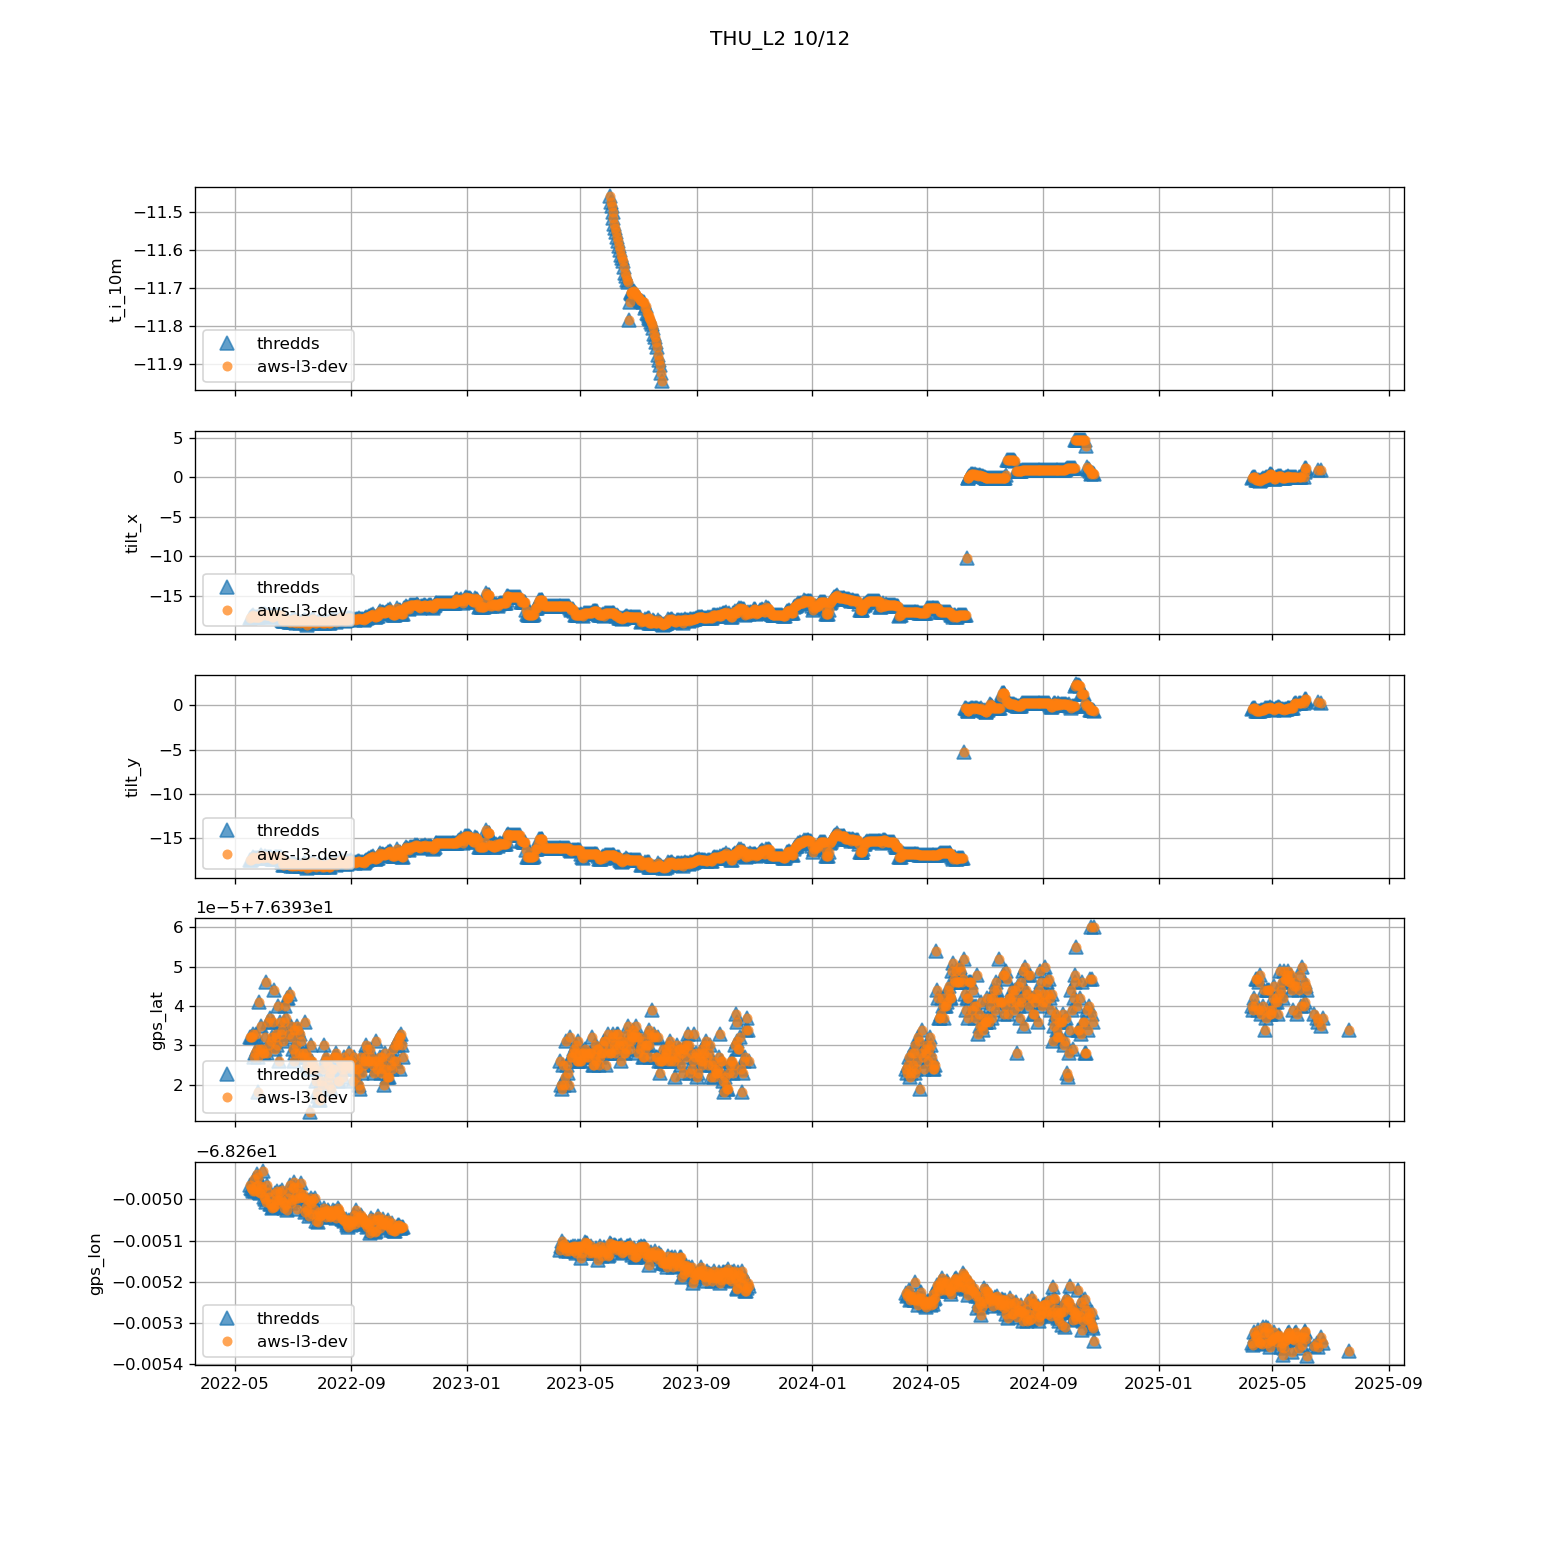 THU_L2 10/12
−11.5
−11.6
−11.7
−11.8
−11.9
t_i_10m
thredds
aws-l3-dev
5
0
−5
−10
−15
tilt_x
thredds
aws-l3-dev
0
−5
−10
−15
tilt_y
thredds
aws-l3-dev
1e−5+7.6393e1
6
5
4
3
2
gps_lat
thredds
aws-l3-dev
−6.826e1
−0.0050
−0.0051
−0.0052
−0.0053
−0.0054
gps_lon
thredds
aws-l3-dev
2022-05 2022-09 2023-01 2023-05 2023-09 2024-01 2024-05 2024-09 2025-01 2025-05 2025-09